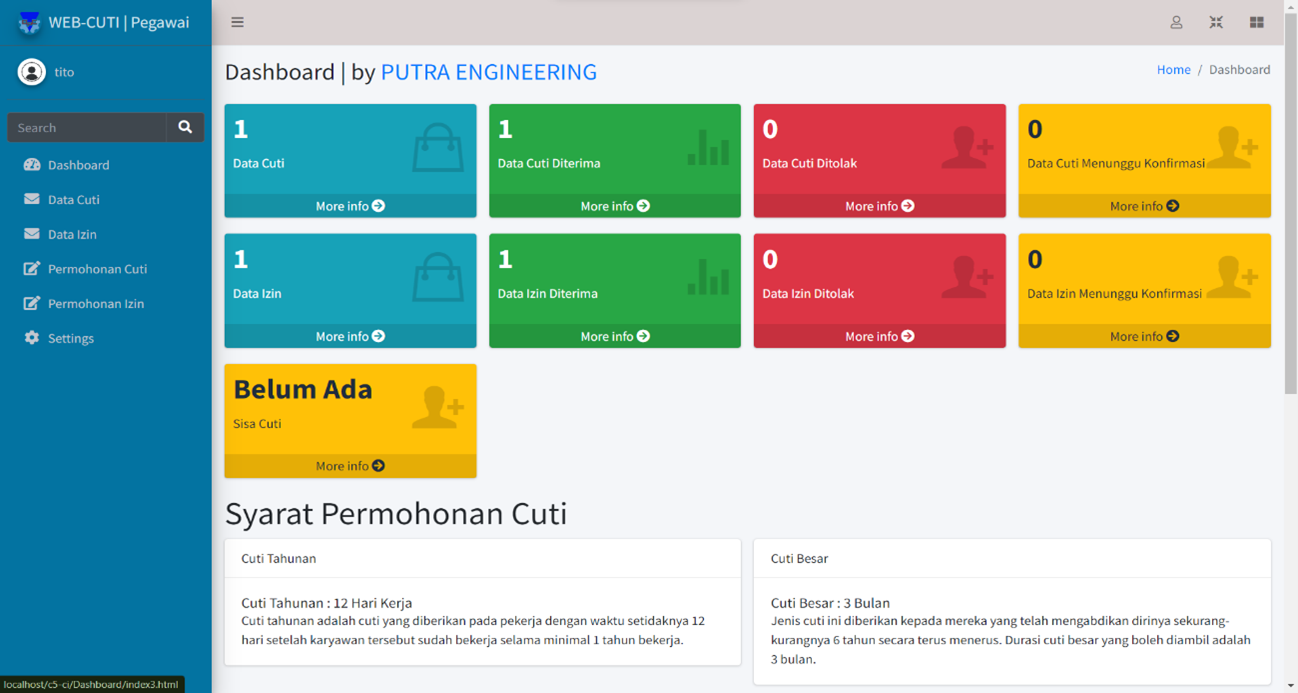 WEB-CUTI | Pegawai
tito
Search
Dashboard
Data Cuti
Data Izin
Permohonan Cuti
Permohonan Izin
Settings
Dashboard | by PUTRA ENGINEERING
Home / Dashboard
1
Data Cuti
More info
1
Data Cuti Diterima
More info
0
Data Cuti Ditolak
More info
0
Data Cuti Menunggu Konfirmasi
More info
1
Data Izin
More info
1
Data Izin Diterima
More info
0
Data Izin Ditolak
More info
0
Data Izin Menunggu Konfirmasi
More info
Belum Ada
Sisa Cuti
More info
Syarat Permohonan Cuti
Cuti Tahunan
Cuti Tahunan : 12 Hari Kerja
Cuti tahunan adalah cuti yang diberikan pada pekerja dengan waktu setidaknya 12
hari setelah karyawan tersebut sudah bekerja selama minimal 1 tahun bekerja.
Cuti Besar
Cuti Besar : 3 Bulan
Jenis cuti ini diberikan kepada mereka yang telah mengabdikan dirinya sekurang-
kurangnya 6 tahun secara terus menerus. Durasi cuti besar yang boleh diambil adalah
3 bulan.
localhost/c5-ci/Dashboard/index3.html